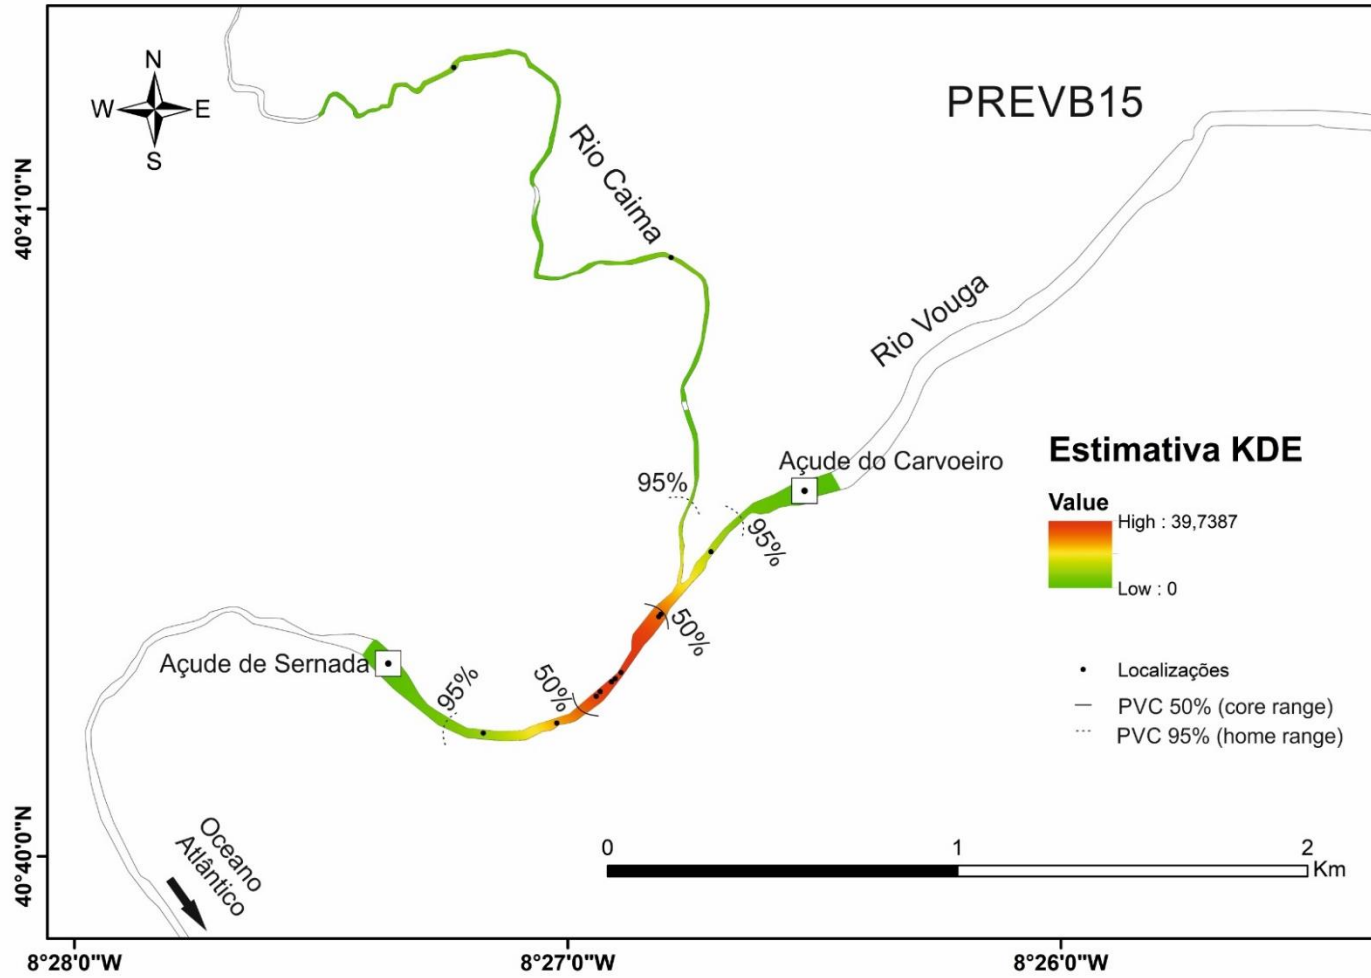 N
W E
S
PREVB15
Rio Caima
40°41'0"N
Rio Vouga
Estimativa KDE
Açude do Carvoeiro
95%
Value
High : 39,7387
95%
Low : 0
50%
Açude de Sernada
Localizações
95%
50%
PVC 50% (core range)
PVC 95% (home range)
Oceano
Atlântico
40°40'0"N
0 1 2
Km
8°28'0"W 8°27'0"W 8°26'0"W